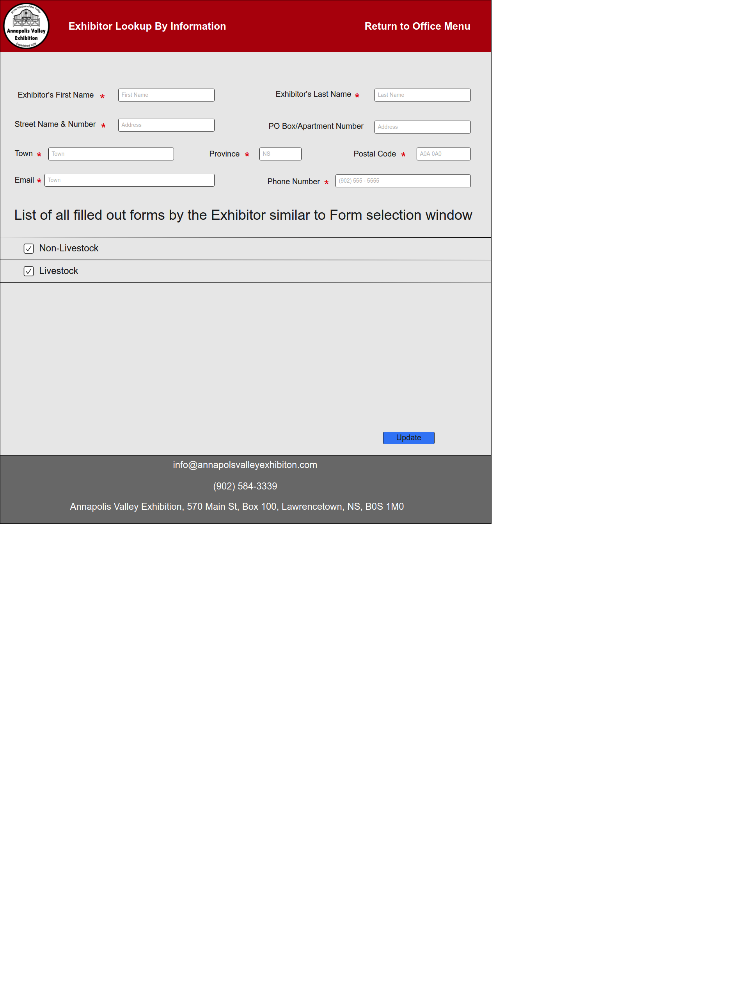 Show Window of the Valley
Annapolis Valley
Exhibition
Established 1926
Exhibitor Lookup By Information
Return to Office Menu
Exhibitor's First Name * First Name
Exhibitor's Last Name * Last Name
Street Name & Number * Address
PO Box/Apartment Number Address
Town * Town
Province * NS
Postal Code * A0A 0A0
Email * Town
Phone Number * (902) 555 - 5555
List of all filled out forms by the Exhibitor similar to Form selection window
Non-Livestock
Livestock
Update
info@annapolsvalleyexhibiton.com
(902) 584-3339
Annapolis Valley Exhibition, 570 Main St, Box 100, Lawrencetown, NS, B0S 1M0